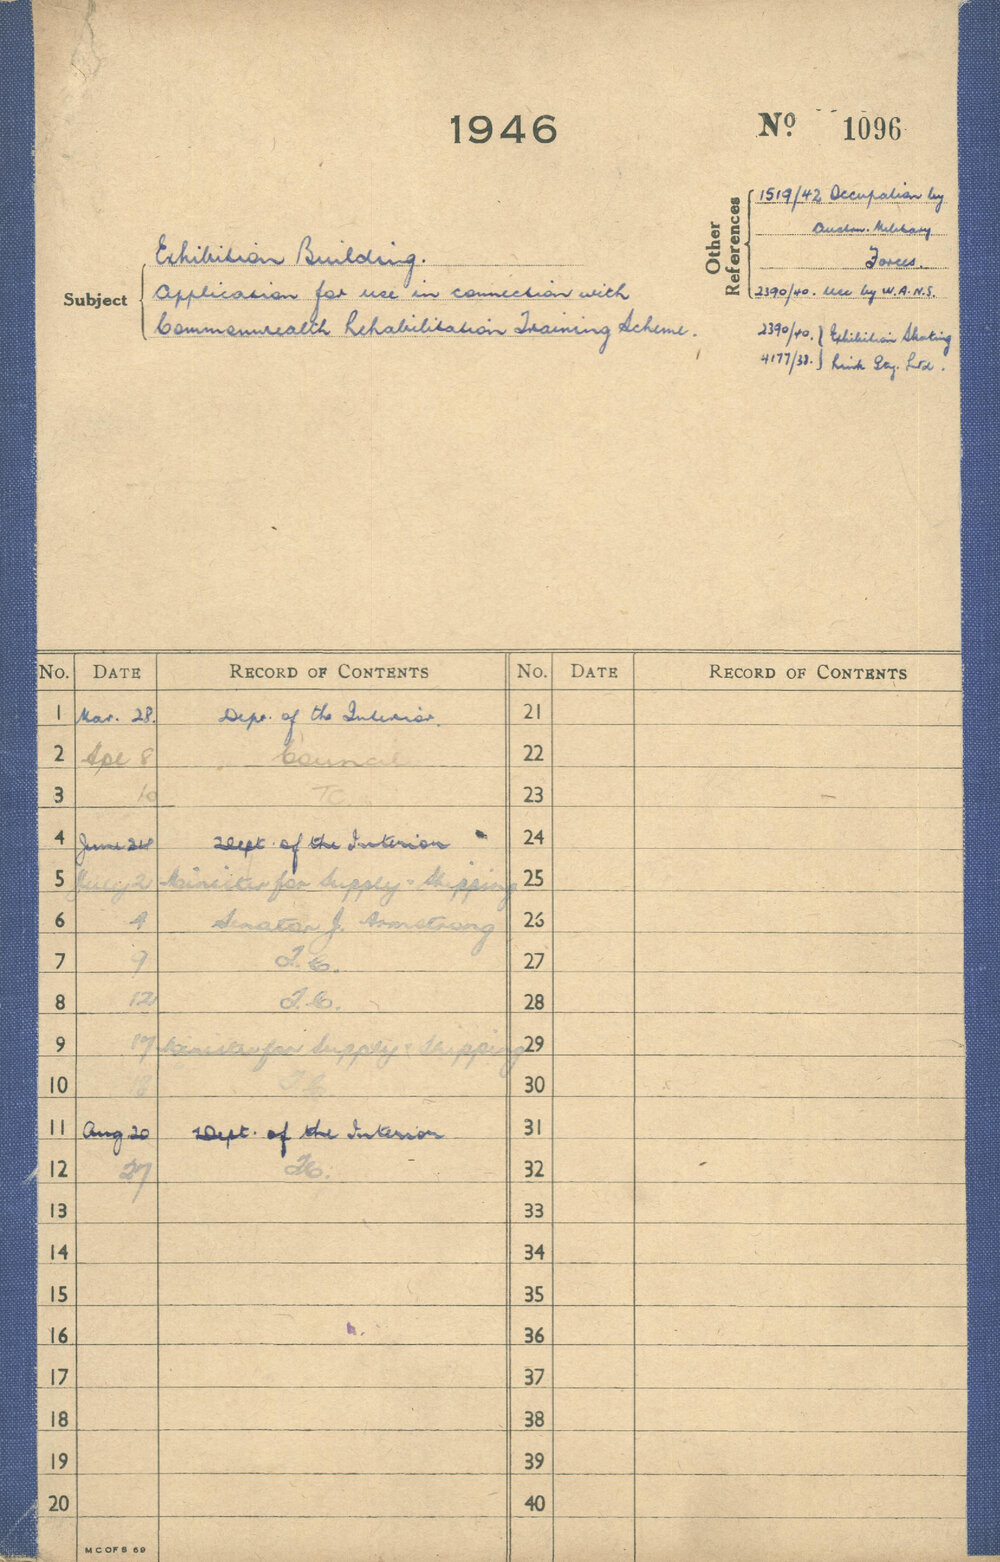 1946
Nº 1096
Other References
1519/42 Occupation by
Austn. Military
Forces.
2390/40. use by W.A.N.S.
2390/40. } Exhibition Skating
4177/38. } Rink Pty. Ltd.
Subject
Exhibition Building.
Application for use in connection with
Commonwealth Rehabilitation Training Scheme.
No. DATE RECORD OF CONTENTS No. DATE RECORD OF CONTENTS
1 Mar. 28. Dept. of the Interior. 21
2 Apl 8 Council 22
3 10 T.C. 23
4 June 24 Dept. of the Interior 24
5 July 2 Minister for Supply & Shipping 25
6 4 Senator J. Armstrong 26
7 9 T.C. 27
8 12 T.C. 28
9 17 Minister for Supply & Shipping 29
10 18 T.C. 30
11 Aug 20 Dept. of the Interior 31
12 27 T.C. 32
13 33
14 34
15 35
16 36
17 37
18 38
19 39
20 40
M C OF S 69